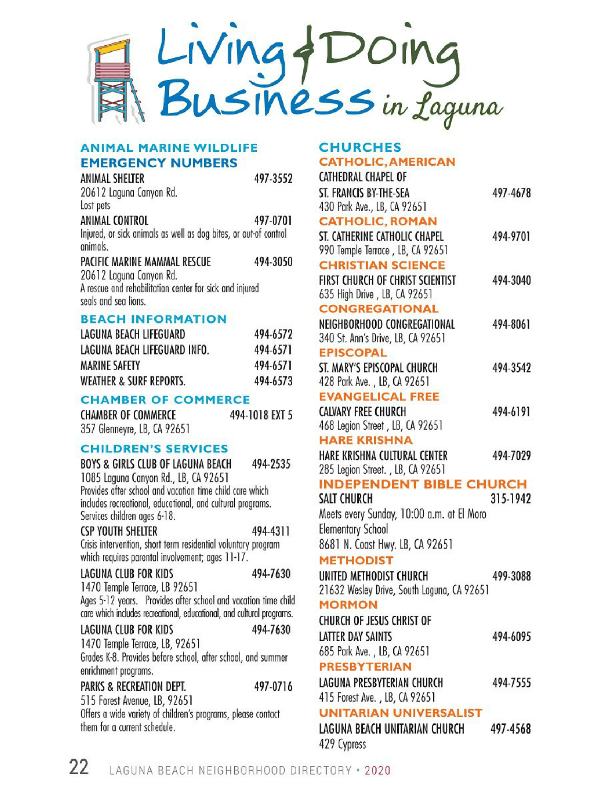 Living & Doing
Business in Laguna
ANIMAL MARINE WILDLIFE
EMERGENCY NUMBERS
ANIMAL SHELTER 497-3552
20612 Laguna Canyon Rd.
Lost pets
ANIMAL CONTROL 497-0701
Injured, or sick animals as well as dog bites, or out-of control
animals.
PACIFIC MARINE MAMMAL RESCUE 494-3050
20612 Laguna Canyon Rd.
A rescue and rehabilitation center for sick and injured
seals and sea lions.
BEACH INFORMATION
LAGUNA BEACH LIFEGUARD 494-6572
LAGUNA BEACH LIFEGUARD INFO. 494-6571
MARINE SAFETY 494-6571
WEATHER & SURF REPORTS. 494-6573
CHAMBER OF COMMERCE
CHAMBER OF COMMERCE 494-1018 EXT 5
357 Glenneyre, LB, CA 92651
CHILDREN'S SERVICES
BOYS & GIRLS CLUB OF LAGUNA BEACH 494-2535
1085 Laguna Canyon Rd., LB, CA 92651
Provides after school and vacation time child care which
includes recreational, educational, and cultural programs.
Services children ages 6-18.
CSP YOUTH SHELTER 494-4311
Crisis intervention, short term residential voluntary program
which requires parental involvement; ages 11-17.
LAGUNA CLUB FOR KIDS 494-7630
1470 Temple Terrace, LB 92651
Ages 5-12 years. Provides after school and vacation time child
care which includes recreational, educational, and cultural programs.
LAGUNA CLUB FOR KIDS 494-7630
1470 Temple Terrace, LB, 92651
Grades K-8. Provides before school, after school, and summer
enrichment programs.
PARKS & RECREATION DEPT. 497-0716
515 Forest Avenue, LB, 92651
Offers a wide variety of children's programs, please contact
them for a current schedule.
CHURCHES
CATHOLIC, AMERICAN
CATHEDRAL CHAPEL OF
ST. FRANCIS BY-THE-SEA 497-4678
430 Park Ave., LB, CA 92651
CATHOLIC, ROMAN
ST. CATHERINE CATHOLIC CHAPEL 494-9701
990 Temple Terrace , LB, CA 92651
CHRISTIAN SCIENCE
FIRST CHURCH OF CHRIST SCIENTIST 494-3040
635 High Drive , LB, CA 92651
CONGREGATIONAL
NEIGHBORHOOD CONGREGATIONAL 494-8061
340 St. Ann's Drive, LB, CA 92651
EPISCOPAL
ST. MARY'S EPISCOPAL CHURCH 494-3542
428 Park Ave. , LB, CA 92651
EVANGELICAL FREE
CALVARY FREE CHURCH 494-6191
468 Legion Street , LB, CA 92651
HARE KRISHNA
HARE KRISHNA CULTURAL CENTER 494-7029
285 Legion Street. , LB, CA 92651
INDEPENDENT BIBLE CHURCH
SALT CHURCH 315-1942
Meets every Sunday, 10:00 a.m. at El Moro
Elementary School
8681 N. Coast Hwy. LB, CA 92651
METHODIST
UNITED METHODIST CHURCH 499-3088
21632 Wesley Drive, South Laguna, CA 92651
MORMON
CHURCH OF JESUS CHRIST OF
LATTER DAY SAINTS 494-6095
685 Park Ave. , LB, CA 92651
PRESBYTERIAN
LAGUNA PRESBYTERIAN CHURCH 494-7555
415 Forest Ave. , LB, CA 92651
UNITARIAN UNIVERSALIST
LAGUNA BEACH UNITARIAN CHURCH 497-4568
429 Cypress
22 LAGUNA BEACH NEIGHBORHOOD DIRECTORY • 2020